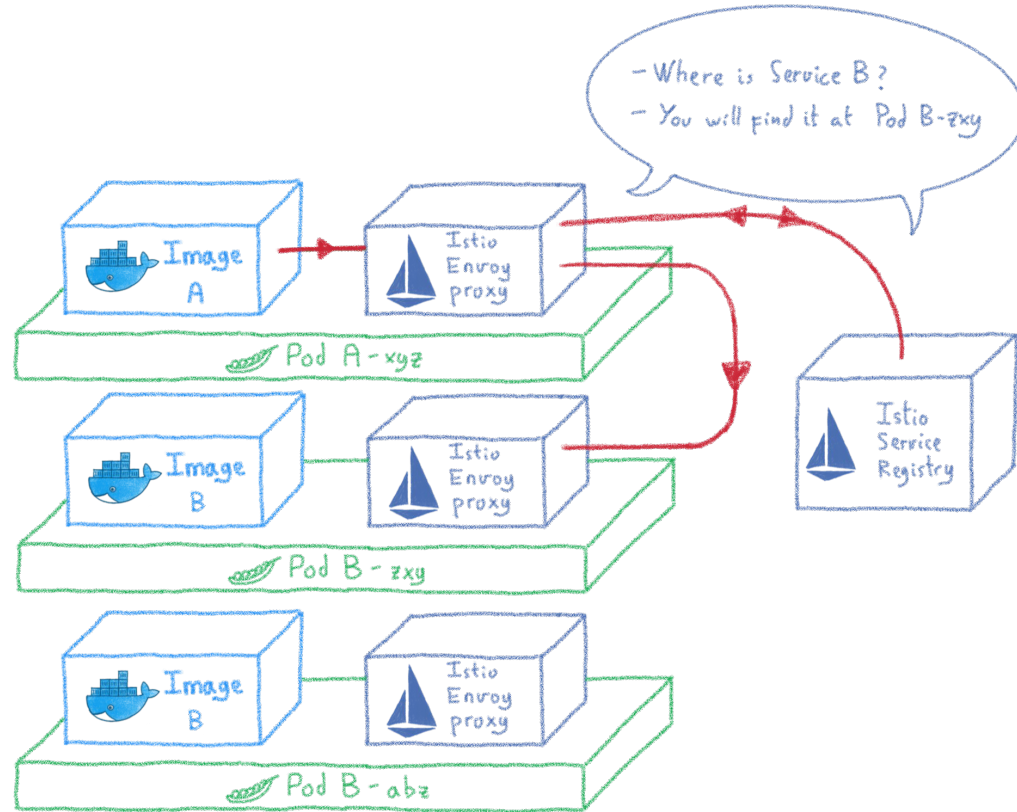 - Where is Service B?
- You will find it at Pod B-zxy
Image
A
Istio
Envoy
proxy
Pod A-xyz
Image
B
Istio
Envoy
proxy
Istio
Service
Registry
Pod B-zxy
Image
B
Istio
Envoy
proxy
Pod B-abz